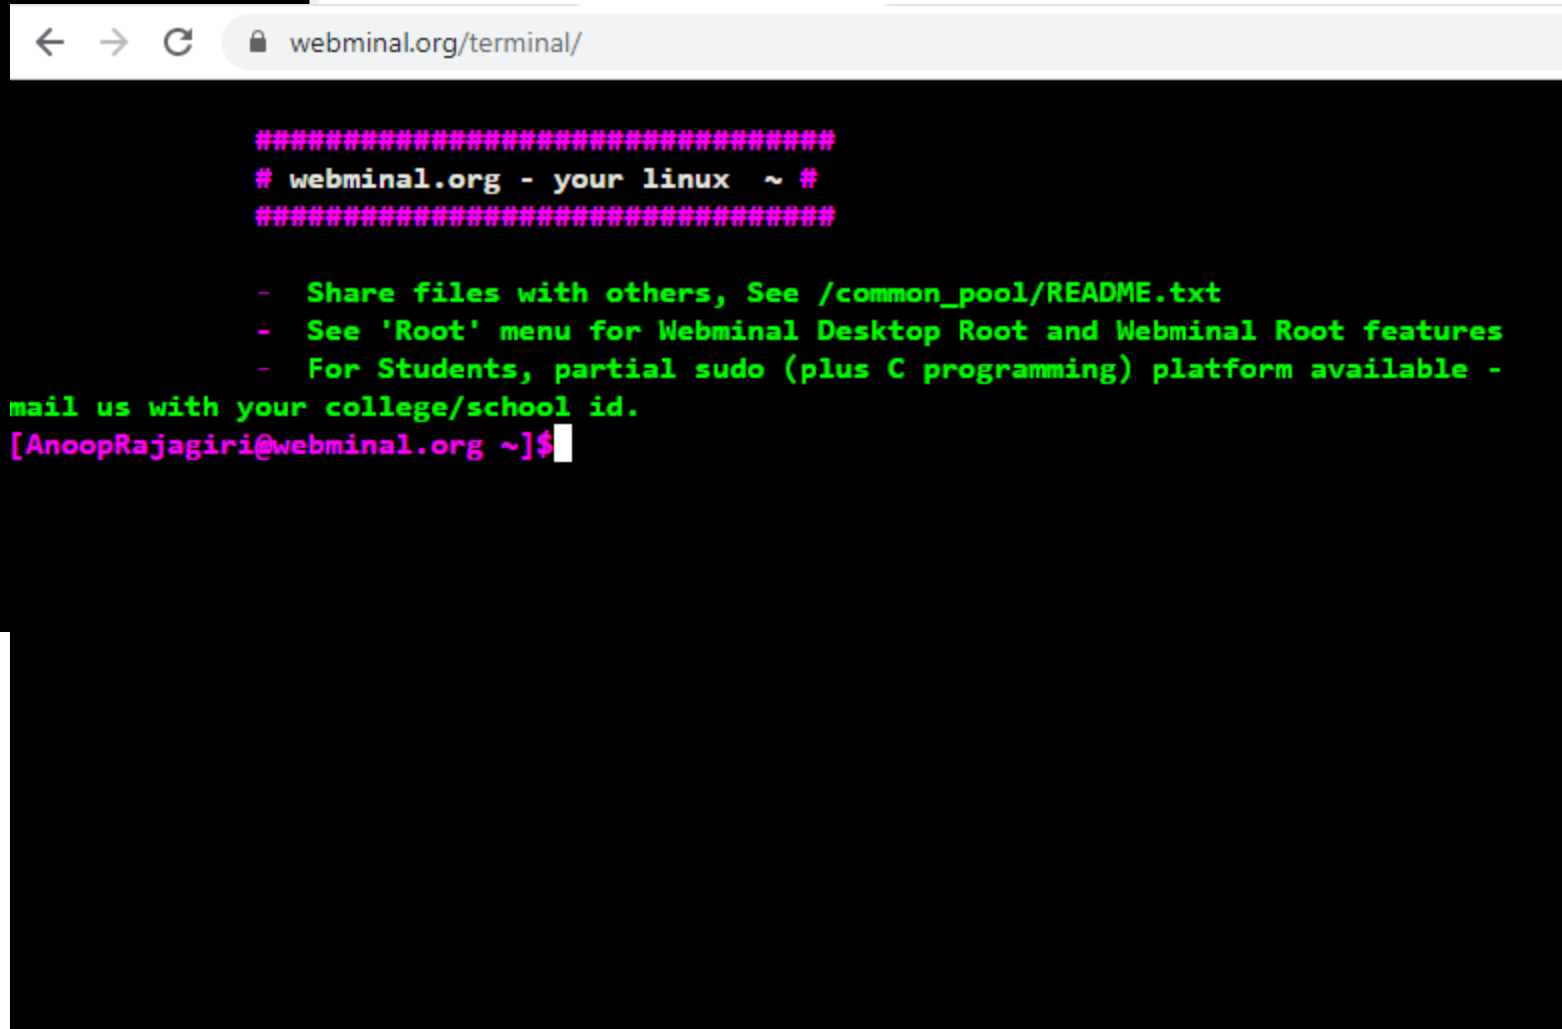 webminal.org/terminal/
#################################
# webminal.org - your linux  ~ #
#################################
-  Share files with others, See /common_pool/README.txt
-  See 'Root' menu for Webminal Desktop Root and Webminal Root features
-  For Students, partial sudo (plus C programming) platform available -
mail us with your college/school id.
[AnoopRajagiri@webminal.org ~]$